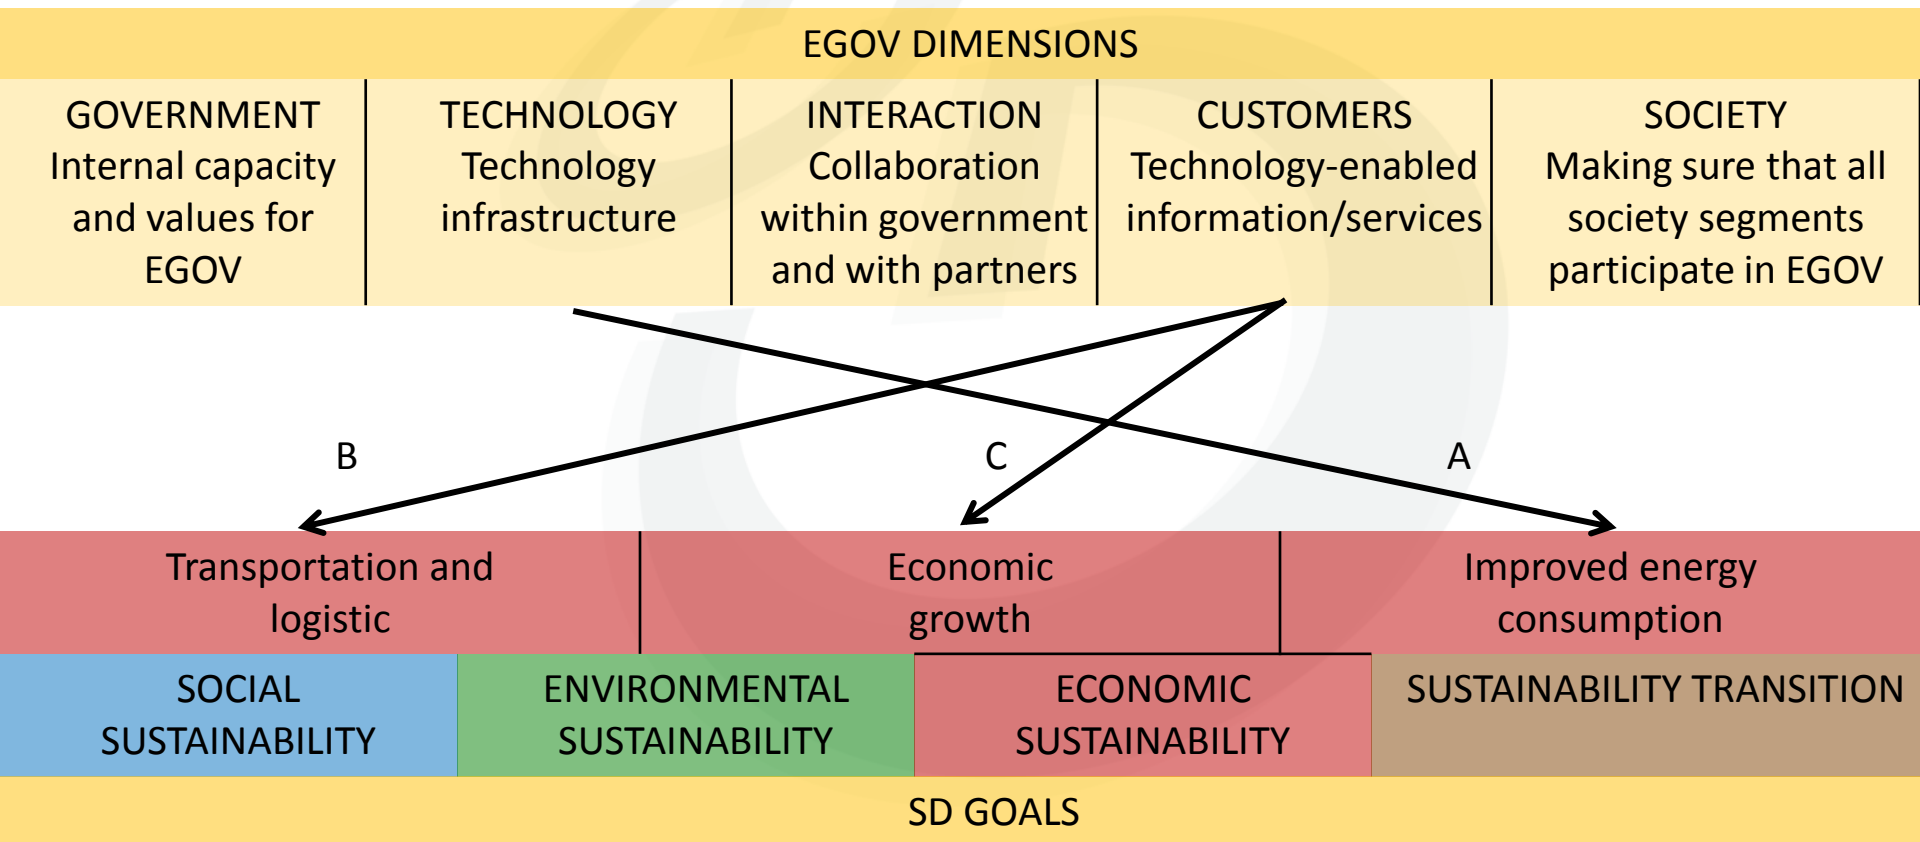 EGOV DIMENSIONS
GOVERNMENT
Internal capacity
and values for
EGOV
TECHNOLOGY
Technology
infrastructure
INTERACTION
Collaboration
within government
and with partners
CUSTOMERS
Technology-enabled
information/services
SOCIETY
Making sure that all
society segments
participate in EGOV
B
C
A
Transportation and
logistic
Economic
growth
Improved energy
consumption
SOCIAL
SUSTAINABILITY
ENVIRONMENTAL
SUSTAINABILITY
ECONOMIC
SUSTAINABILITY
SUSTAINABILITY TRANSITION
SD GOALS